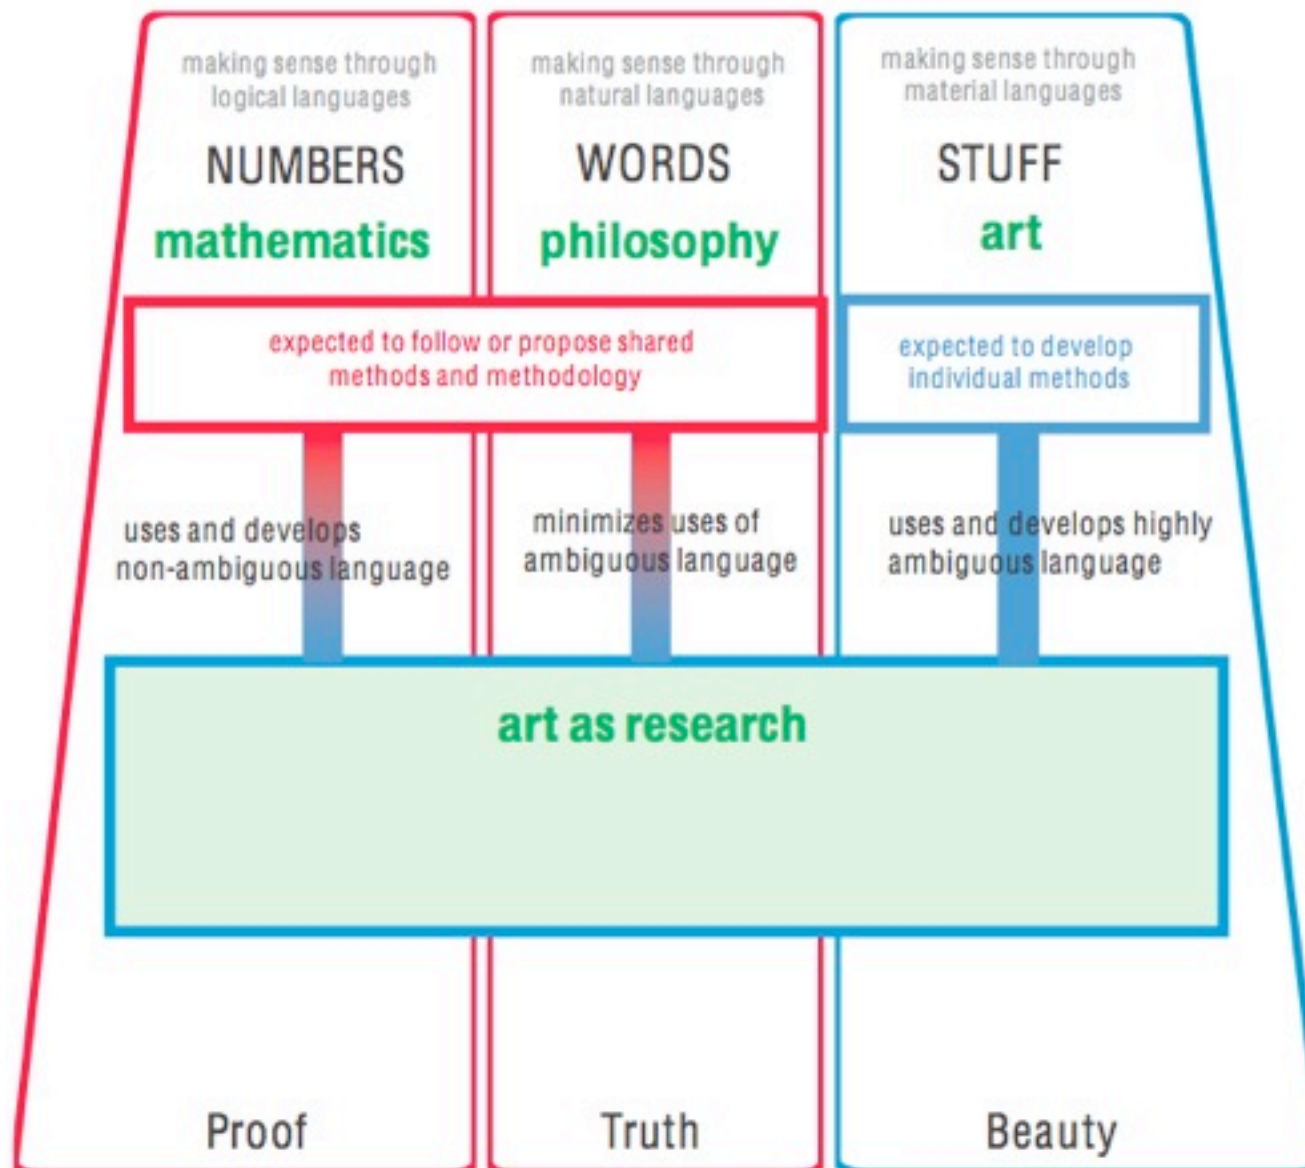 making sense through
logical languages
NUMBERS
mathematics
making sense through
natural languages
WORDS
philosophy
making sense through
material languages
STUFF
art
expected to follow or propose shared
methods and methodology
expected to develop
individual methods
uses and develops
non-ambiguous language
minimizes uses of
ambiguous language
uses and develops highly
ambiguous language
art as research
Proof
Truth
Beauty